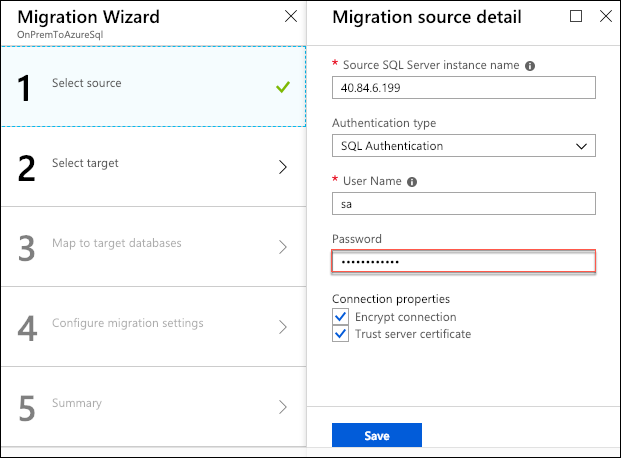 Migration Wizard
OnPremToAzureSql
1 Select source
2 Select target
3 Map to target databases
4 Configure migration settings
5 Summary
Migration source detail
* Source SQL Server instance name
40.84.6.199
Authentication type
SQL Authentication
* User Name
sa
Password
••••••••••••
Connection properties
Encrypt connection
Trust server certificate
Save